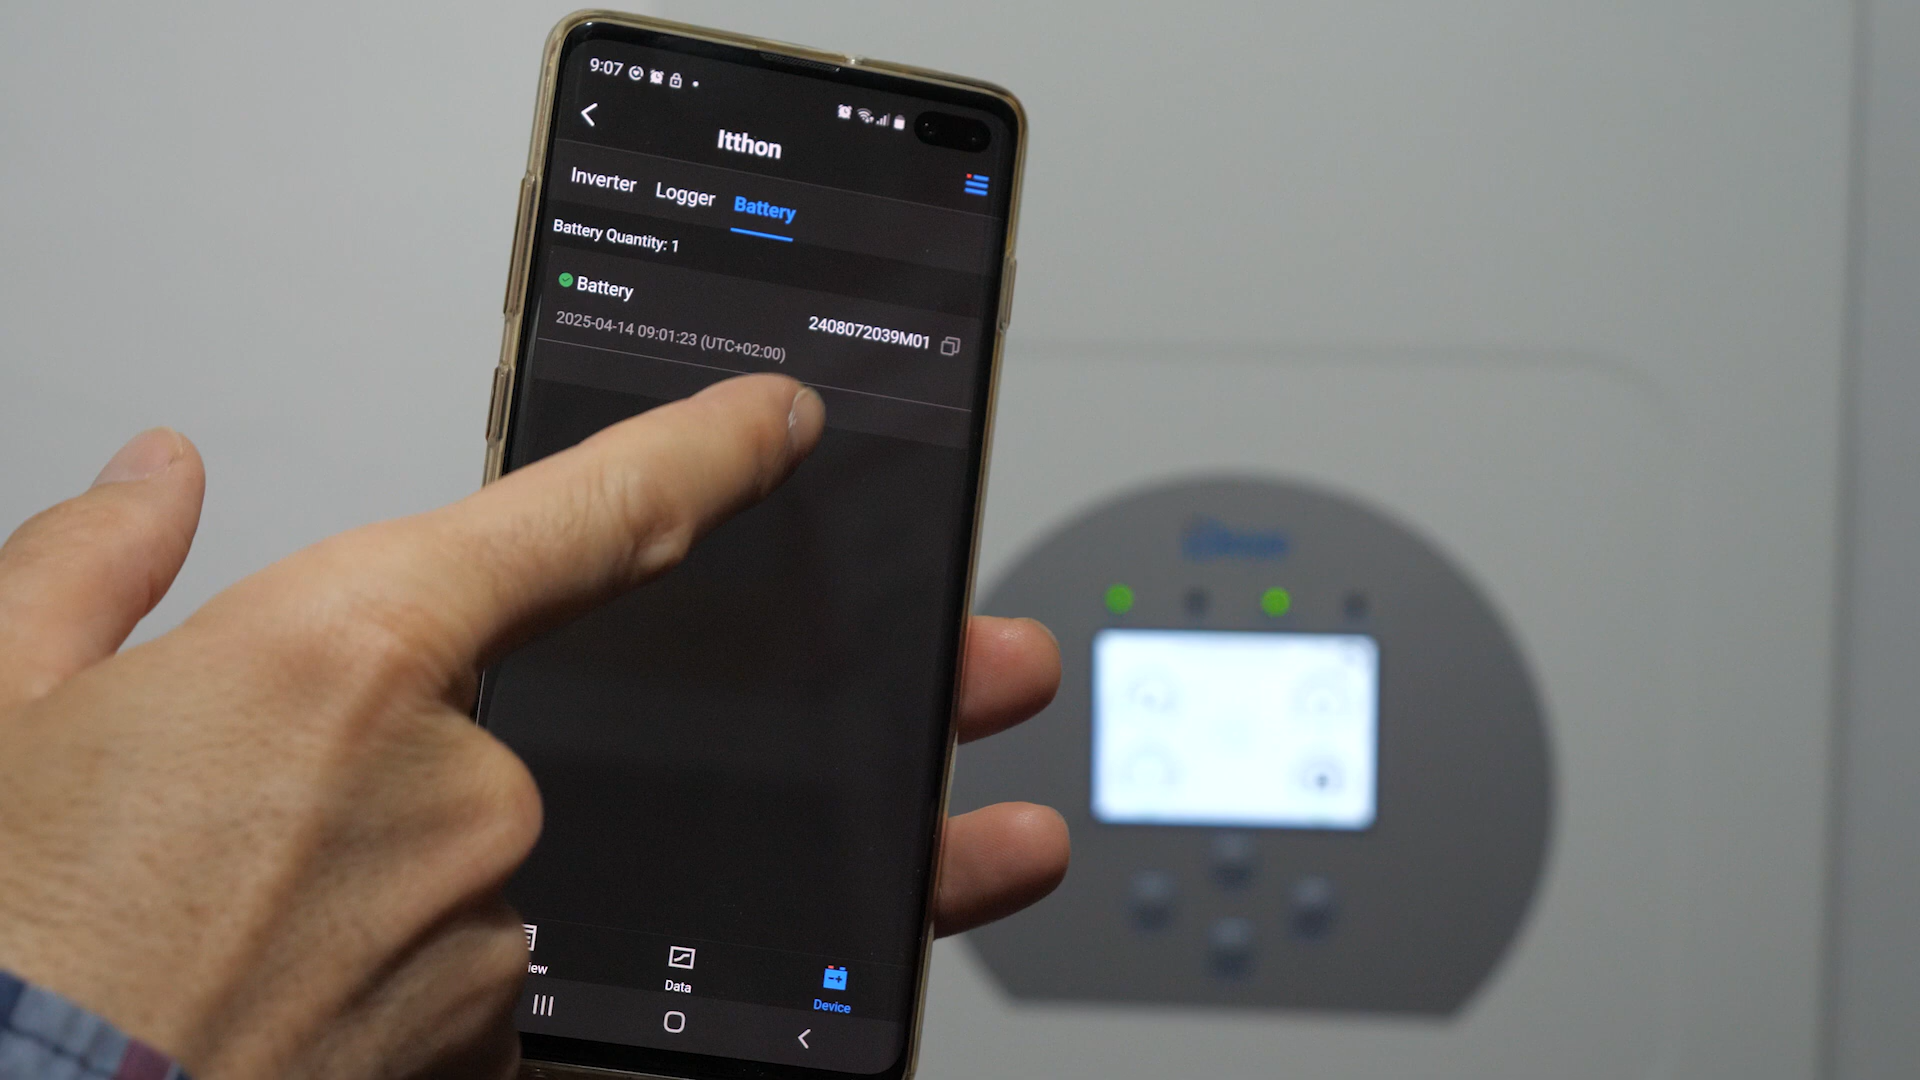 9:07
Itthon
Inverter Logger Battery
Battery Quantity: 1
Battery
2408072039M01
2025-04-14 09:01:23 (UTC+02:00)
iew
Data
Device